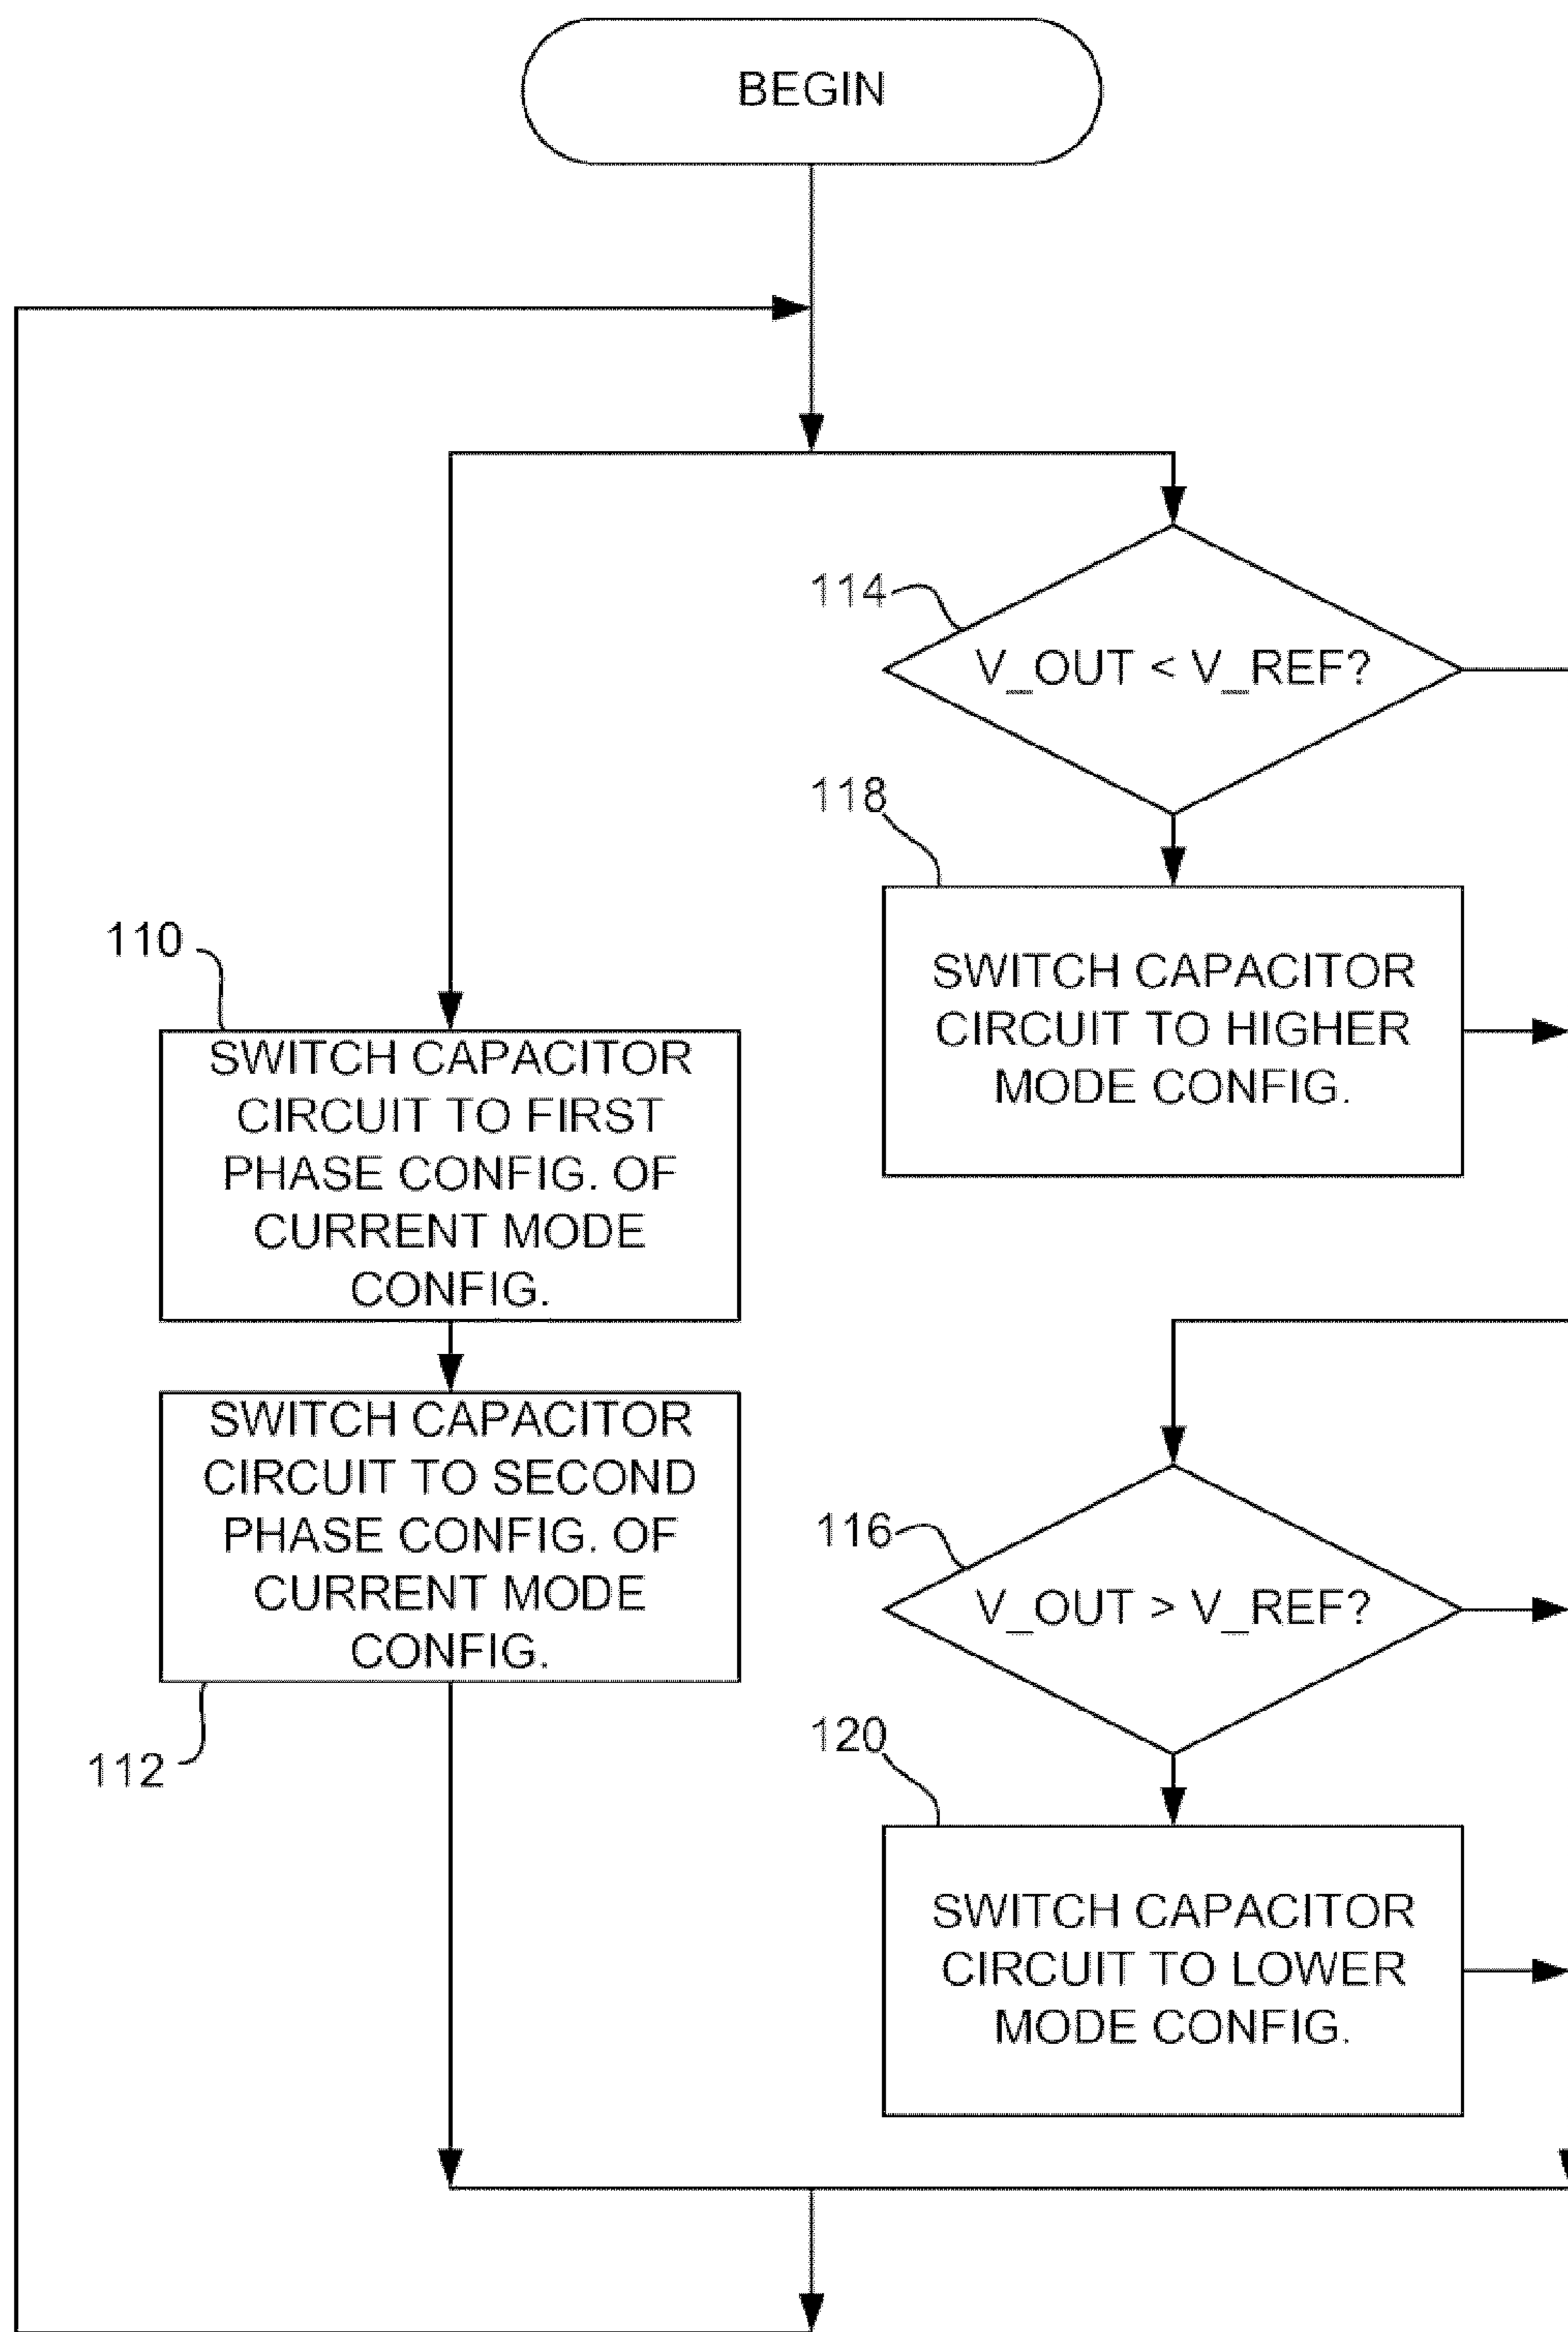 BEGIN
114
V_OUT < V_REF?
118
SWITCH CAPACITOR
CIRCUIT TO HIGHER
MODE CONFIG.
110
SWITCH CAPACITOR
CIRCUIT TO FIRST
PHASE CONFIG. OF
CURRENT MODE
CONFIG.
SWITCH CAPACITOR
CIRCUIT TO SECOND
PHASE CONFIG. OF
CURRENT MODE
CONFIG.
112
116
V_OUT > V_REF?
120
SWITCH CAPACITOR
CIRCUIT TO LOWER
MODE CONFIG.